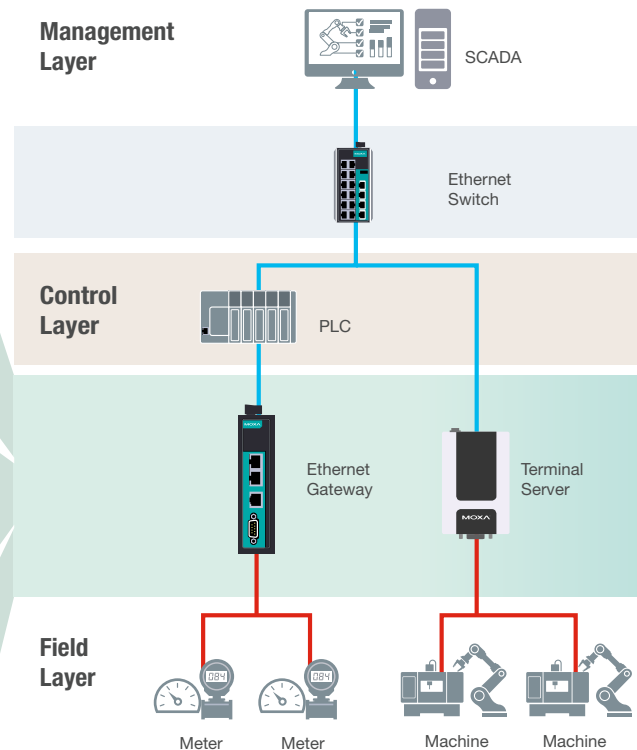 Management
Layer
SCADA
MOXA
Ethernet
Switch
Control
Layer
PLC
MOXA
Ethernet
Gateway
Terminal
Server
MOXA
Field
Layer
084
084
Meter
Meter
Machine
Machine